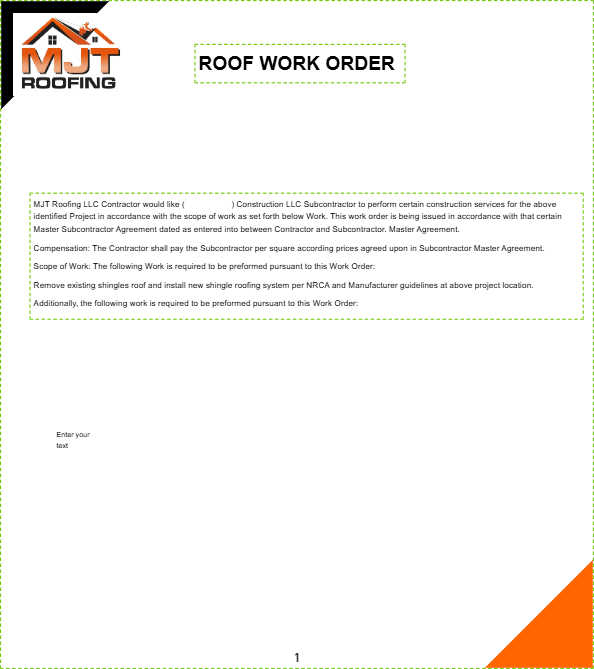 MJT
ROOFING
ROOF WORK ORDER
MJT Roofing LLC Contractor would like ( ) Construction LLC Subcontractor to perform certain construction services for the above
identified Project in accordance with the scope of work as set forth below Work. This work order is being issued in accordance with that certain
Master Subcontractor Agreement dated as entered into between Contractor and Subcontractor. Master Agreement.
Compensation: The Contractor shall pay the Subcontractor per square according prices agreed upon in Subcontractor Master Agreement.
Scope of Work: The following Work is required to be preformed pursuant to this Work Order:
Remove existing shingles roof and install new shingle roofing system per NRCA and Manufacturer guidelines at above project location.
Additionally, the following work is required to be preformed pursuant to this Work Order:
Enter your
text
1